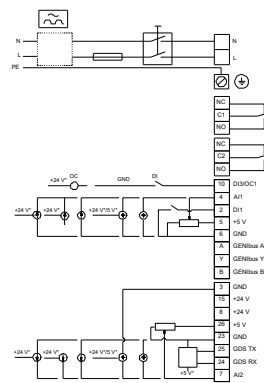 N
N
L
L
PE
NC
C1
NO
NC
C2
NO
+24 V* OC GND DI 10 DI3/OC1
4 AI1
+24 V* +24 V* +24 V*/5 V* 2 DI1
5 +5 V
6 GND
A GENIbus A
Y GENIbus Y
B GENIbus B
3 GND
15 +24 V
8 +24 V
26 +5 V
23 GND
+24 V* +24 V* +24 V*/5 V* 25 GDS TX
24 GDS RX
+5 V* 7 AI2